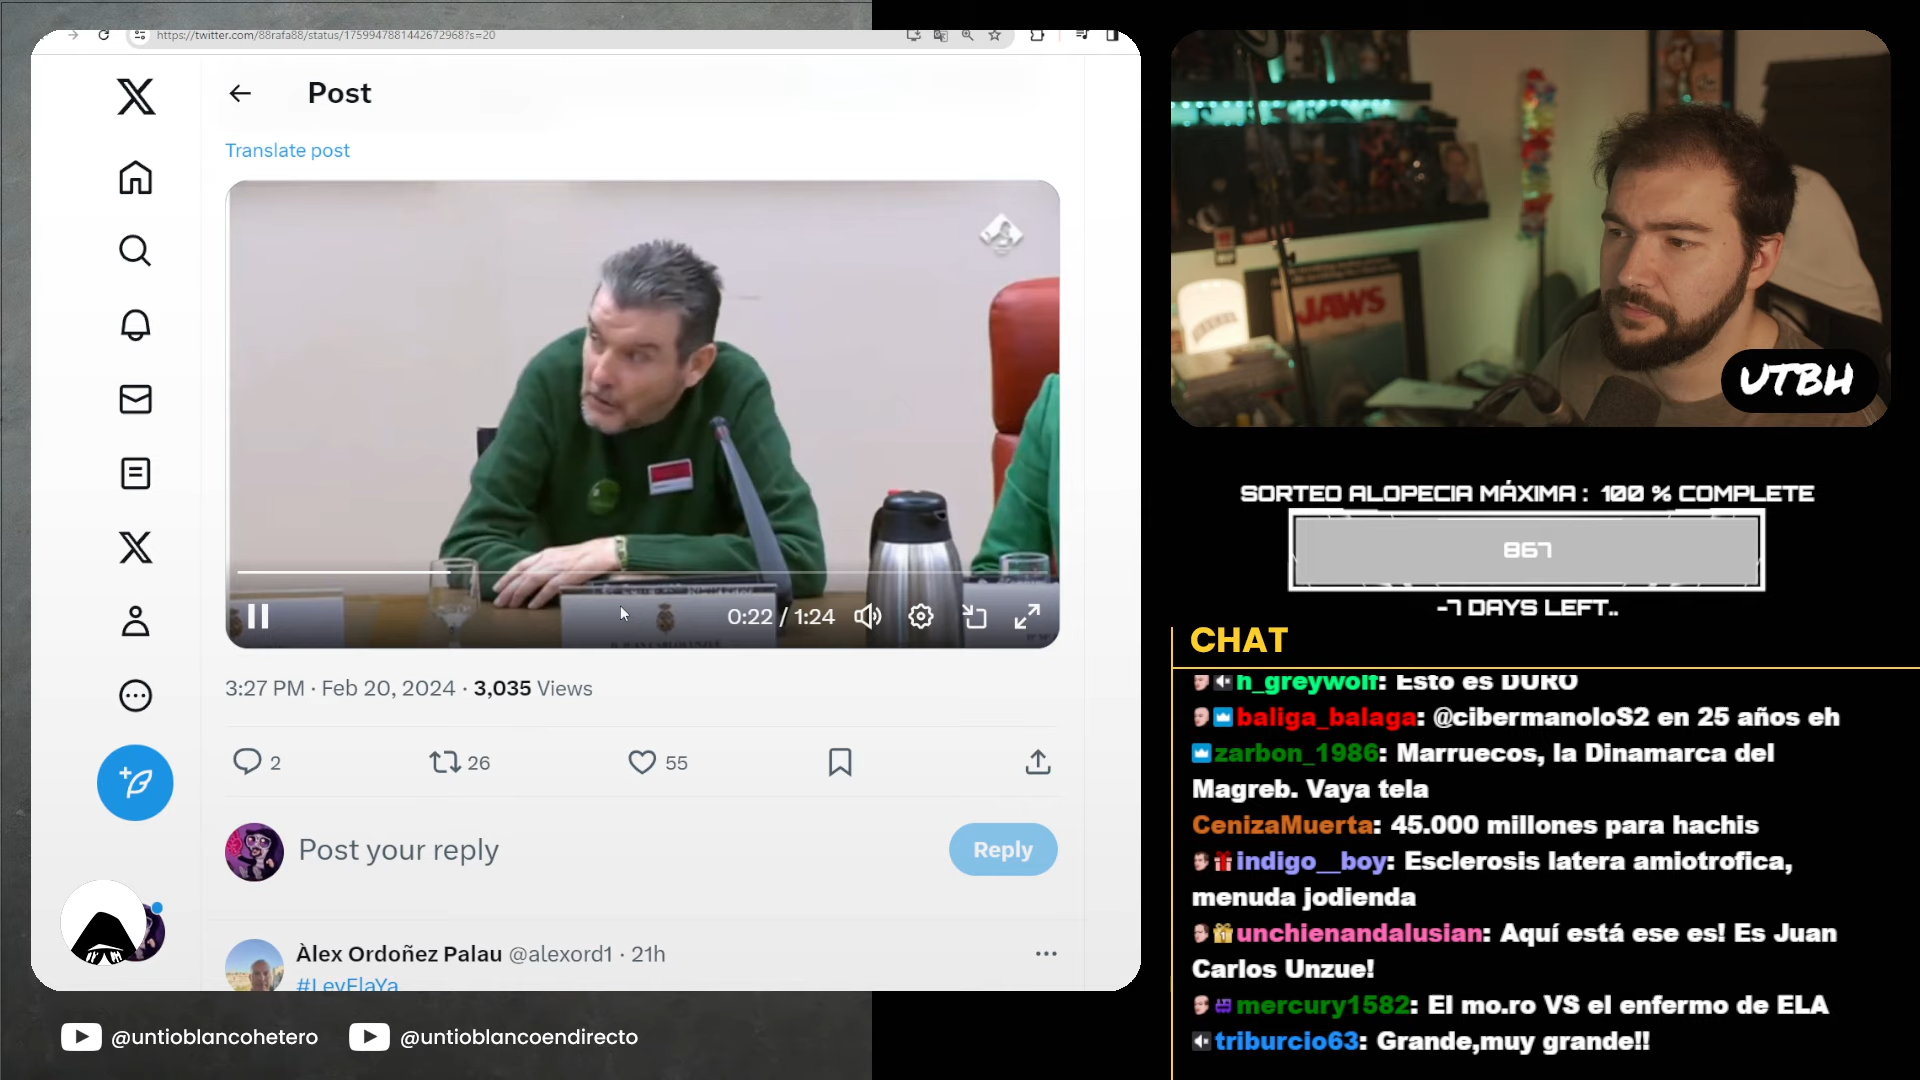 https://twitter.com/88rafa88/status/1759947881442672968?s=20
Post
Translate post
0:22 / 1:24
3:27 PM · Feb 20, 2024 · 3,035 Views
2
26
55
Post your reply
Reply
Àlex Ordoñez Palau @alexord1 · 21h
#LeyElaYa
@untioblancohetero
@untioblancoendirecto
JAWS
UTBH
SORTEO ALOPECIA MÁXIMA : 100 % COMPLETE
867
-7 DAYS LEFT..
CHAT
h_greywolf: Esto es DURO
baliga_balaga: @cibermanoloS2 en 25 años eh
zarbon_1986: Marruecos, la Dinamarca del
Magreb. Vaya tela
CenizaMuerta: 45.000 millones para hachis
indigo__boy: Esclerosis latera amiotrofica,
menuda jodienda
unchienandalusian: Aquí está ese es! Es Juan
Carlos Unzue!
mercury1582: El mo.ro VS el enfermo de ELA
triburcio63: Grande,muy grande!!